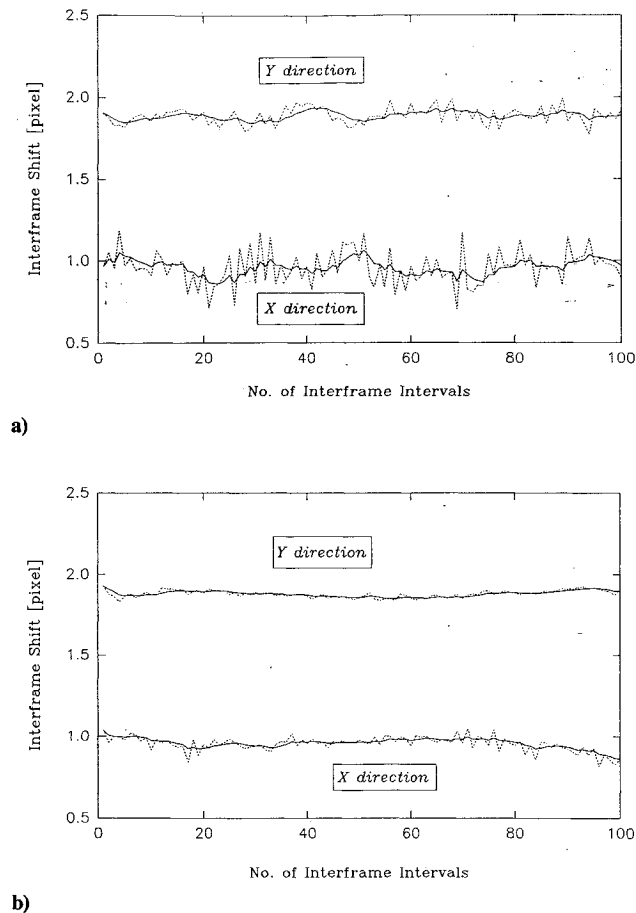 2.5
Y direction
2.0
1.5
Interframe Shift [pixel]
1.0
X direction
0.5
0 20 40 60 80 100
No. of Interframe Intervals
a)
2.5
Y direction
2.0
1.5
Interframe Shift [pixel]
1.0
X direction
0.5
0 20 40 60 80 100
No. of Interframe Intervals
b)